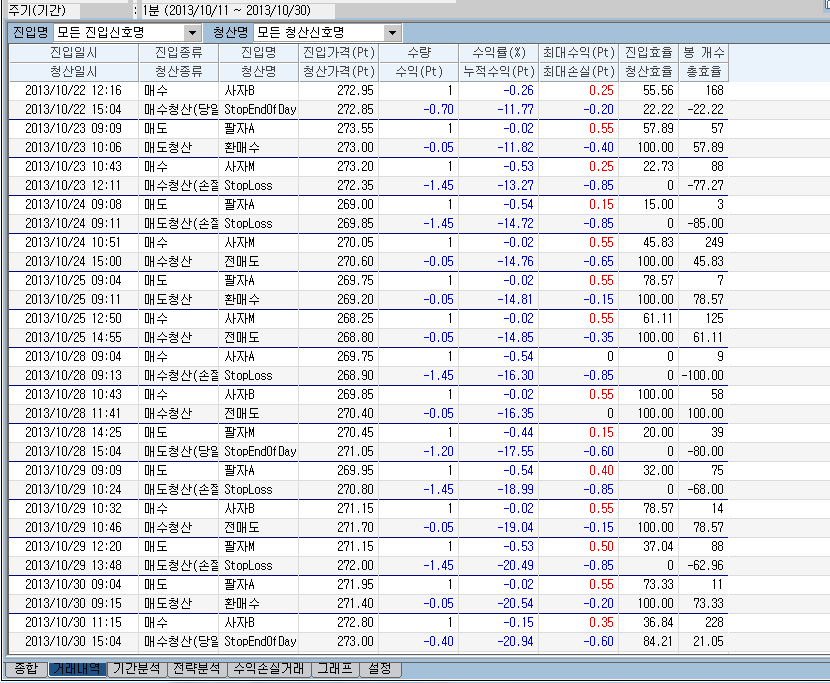 주기(기간) : 1분 (2013/10/11 ~ 2013/10/30)
진입명 모든 진입신호명 청산명 모든 청산신호명
진입일시 진입종류 진입명 진입가격(Pt) 수량 수익률(%) 최대수익(Pt) 진입효율 봉 개수
청산일시 청산종류 청산명 청산가격(Pt) 수익(Pt) 누적수익(Pt) 최대손실(Pt) 청산효율 총효율
2013/10/22 12:16 매수 사자B 272.95 1 -0.26 0.25 55.56 168
2013/10/22 15:04 매수청산(당일 StopEndOfDay 272.85 -0.70 -11.77 -0.20 22.22 -22.22
2013/10/23 09:09 매도 팔자A 273.55 1 -0.02 0.55 57.89 57
2013/10/23 10:06 매도청산 환매수 273.00 -0.05 -11.82 -0.40 100.00 57.89
2013/10/23 10:43 매수 사자M 273.20 1 -0.53 0.25 22.73 88
2013/10/23 12:11 매수청산(손절 StopLoss 272.35 -1.45 -13.27 -0.85 0 -77.27
2013/10/24 09:08 매도 팔자A 269.00 1 -0.54 0.15 15.00 3
2013/10/24 09:11 매도청산(손절 StopLoss 269.85 -1.45 -14.72 -0.85 0 -85.00
2013/10/24 10:51 매수 사자M 270.05 1 -0.02 0.55 45.83 249
2013/10/24 15:00 매수청산 전매도 270.60 -0.05 -14.76 -0.65 100.00 45.83
2013/10/25 09:04 매도 팔자A 269.75 1 -0.02 0.55 78.57 7
2013/10/25 09:11 매도청산 환매수 269.20 -0.05 -14.81 -0.15 100.00 78.57
2013/10/25 12:50 매수 사자M 268.25 1 -0.02 0.55 61.11 125
2013/10/25 14:55 매수청산 전매도 268.80 -0.05 -14.85 -0.35 100.00 61.11
2013/10/28 09:04 매수 사자A 269.75 1 -0.54 0 0 9
2013/10/28 09:13 매수청산(손절 StopLoss 268.90 -1.45 -16.30 -0.85 0 -100.00
2013/10/28 10:43 매수 사자B 269.85 1 -0.02 0.55 100.00 58
2013/10/28 11:41 매수청산 전매도 270.40 -0.05 -16.35 0 100.00 100.00
2013/10/28 14:25 매도 팔자M 270.45 1 -0.44 0.15 20.00 39
2013/10/28 15:04 매도청산(당일 StopEndOfDay 271.05 -1.20 -17.55 -0.60 0 -80.00
2013/10/29 09:09 매도 팔자A 269.95 1 -0.54 0.40 32.00 75
2013/10/29 10:24 매도청산(손절 StopLoss 270.80 -1.45 -18.99 -0.85 0 -68.00
2013/10/29 10:32 매수 사자B 271.15 1 -0.02 0.55 78.57 14
2013/10/29 10:46 매수청산 전매도 271.70 -0.05 -19.04 -0.15 100.00 78.57
2013/10/29 12:20 매도 팔자M 271.15 1 -0.53 0.50 37.04 88
2013/10/29 13:48 매도청산(손절 StopLoss 272.00 -1.45 -20.49 -0.85 0 -62.96
2013/10/30 09:04 매도 팔자A 271.95 1 -0.02 0.55 73.33 11
2013/10/30 09:15 매도청산 환매수 271.40 -0.05 -20.54 -0.20 100.00 73.33
2013/10/30 11:15 매수 사자B 272.80 1 -0.15 0.35 36.84 228
2013/10/30 15:04 매수청산(당일 StopEndOfDay 273.00 -0.40 -20.94 -0.60 84.21 21.05
종합 거래내역 기간분석 전략분석 수익손실거래 그래프 설정